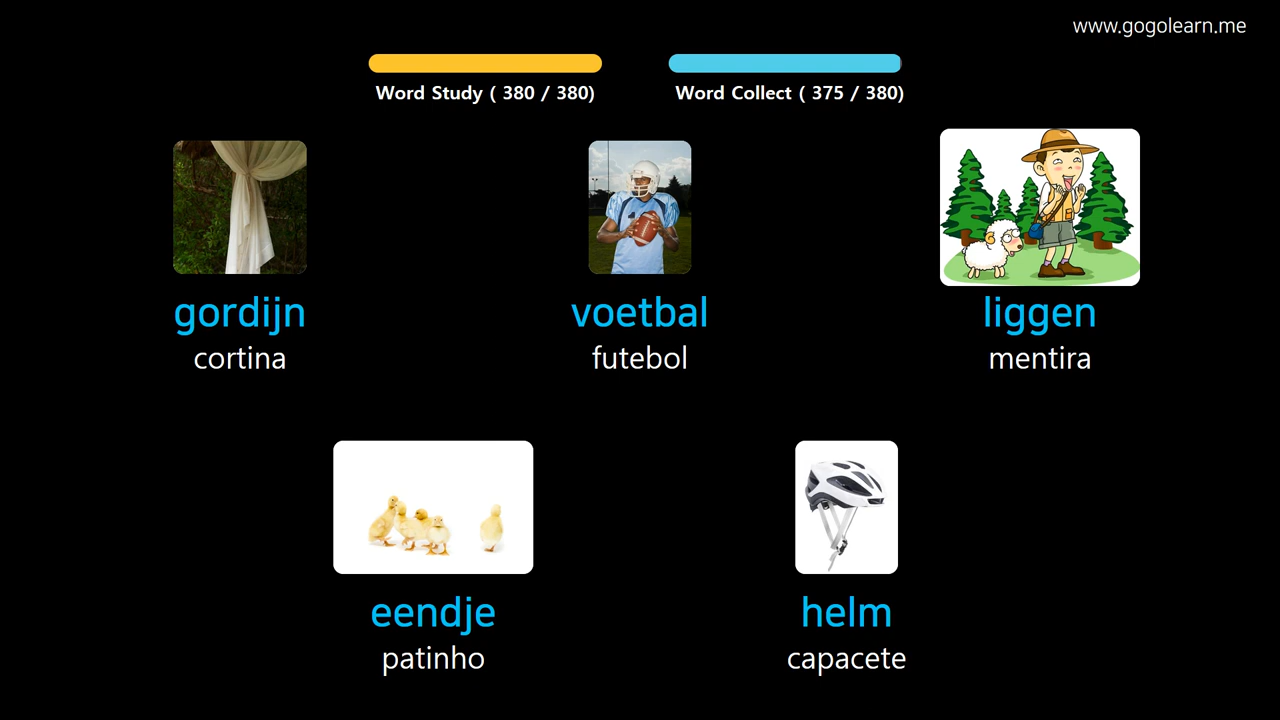 www.gogolearn.me
Word Study ( 380 / 380)
Word Collect ( 375 / 380)
gordijn
cortina
voetbal
futebol
liggen
mentira
eendje
patinho
helm
capacete